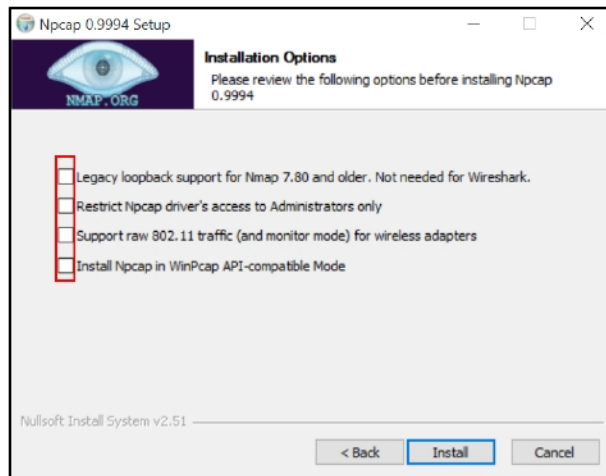 Npcap 0.9994 Setup
NMAP.ORG
Installation Options
Please review the following options before installing Npcap
0.9994
Legacy loopback support for Nmap 7.80 and older. Not needed for Wireshark.
Restrict Npcap driver's access to Administrators only
Support raw 802.11 traffic (and monitor mode) for wireless adapters
Install Npcap in WinPcap API-compatible Mode
Nullsoft Install System v2.51
< Back Install Cancel